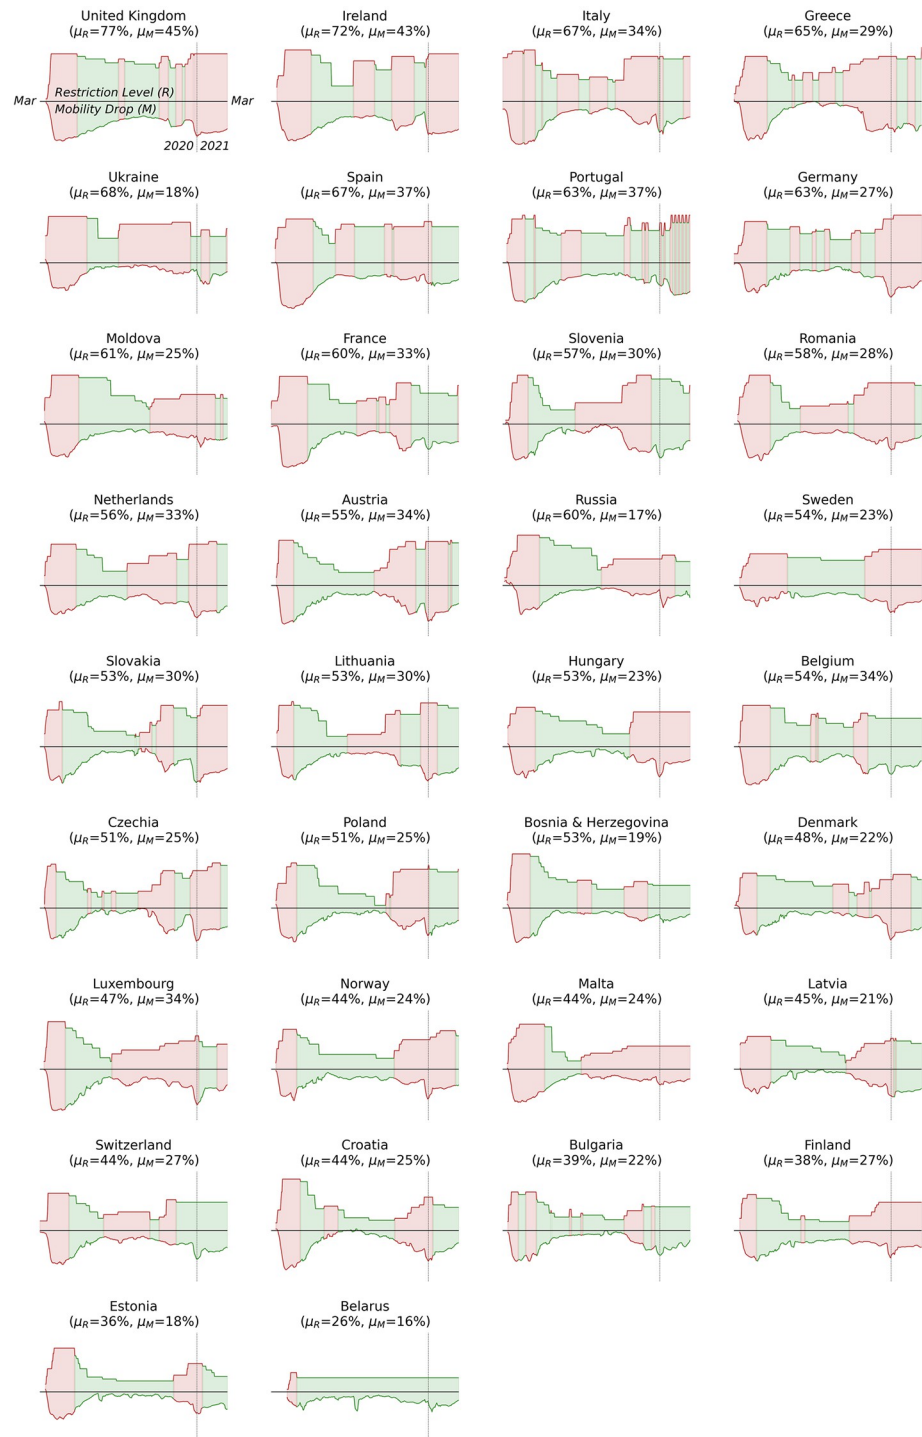 United Kingdom
(μR=77%, μM=45%)
Ireland
(μR=72%, μM=43%)
Italy
(μR=67%, μM=34%)
Greece
(μR=65%, μM=29%)
Mar
Restriction Level (R)
Mobility Drop (M)
2020 2021
Mar
Ukraine
(μR=68%, μM=18%)
Spain
(μR=67%, μM=37%)
Portugal
(μR=63%, μM=37%)
Germany
(μR=63%, μM=27%)
Moldova
(μR=61%, μM=25%)
France
(μR=60%, μM=33%)
Slovenia
(μR=57%, μM=30%)
Romania
(μR=58%, μM=28%)
Netherlands
(μR=56%, μM=33%)
Austria
(μR=55%, μM=34%)
Russia
(μR=60%, μM=17%)
Sweden
(μR=54%, μM=23%)
Slovakia
(μR=53%, μM=30%)
Lithuania
(μR=53%, μM=30%)
Hungary
(μR=53%, μM=23%)
Belgium
(μR=54%, μM=34%)
Czechia
(μR=51%, μM=25%)
Poland
(μR=51%, μM=25%)
Bosnia & Herzegovina
(μR=53%, μM=19%)
Denmark
(μR=48%, μM=22%)
Luxembourg
(μR=47%, μM=34%)
Norway
(μR=44%, μM=24%)
Malta
(μR=44%, μM=24%)
Latvia
(μR=45%, μM=21%)
Switzerland
(μR=44%, μM=27%)
Croatia
(μR=44%, μM=25%)
Bulgaria
(μR=39%, μM=22%)
Finland
(μR=38%, μM=27%)
Estonia
(μR=36%, μM=18%)
Belarus
(μR=26%, μM=16%)